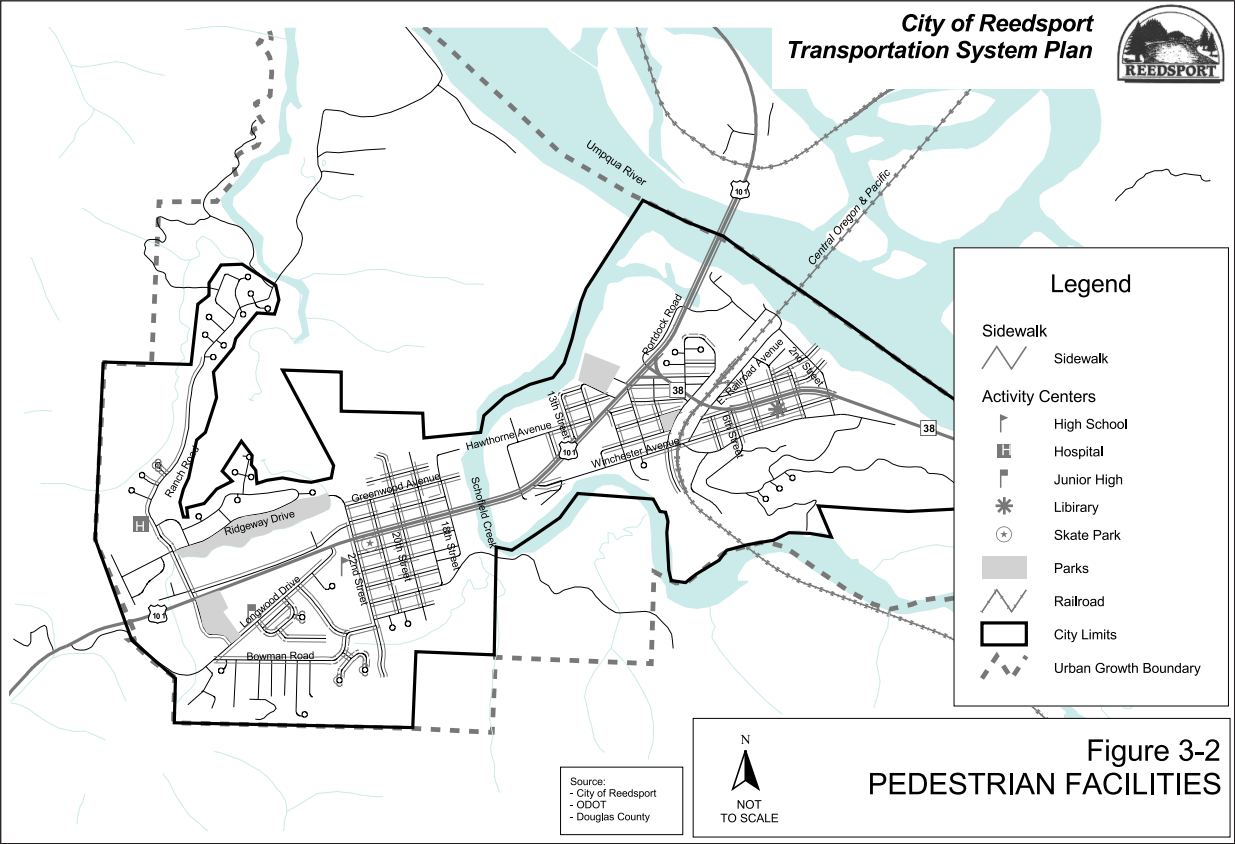 City of Reedsport
Transportation System Plan
REEDSPORT
Umpqua River
101
Central Oregon & Pacific
Portdock Road
38
E. Railroad Avenue
2nd Street
13th Street
6th Street
38
Hawthorne Avenue
101
Winchester Avenue
Ranch Road
Greenwood Avenue
Schofield Creek
H
Ridgeway Drive
18th Street
20th Street
22nd Street
Longwood Drive
101
Bowman Road
Legend
Sidewalk
Sidewalk
Activity Centers
High School
H Hospital
Junior High
Libirary
Skate Park
Parks
Railroad
City Limits
Urban Growth Boundary
Source:
- City of Reedsport
- ODOT
- Douglas County
N
NOT
TO SCALE
Figure 3-2
PEDESTRIAN FACILITIES